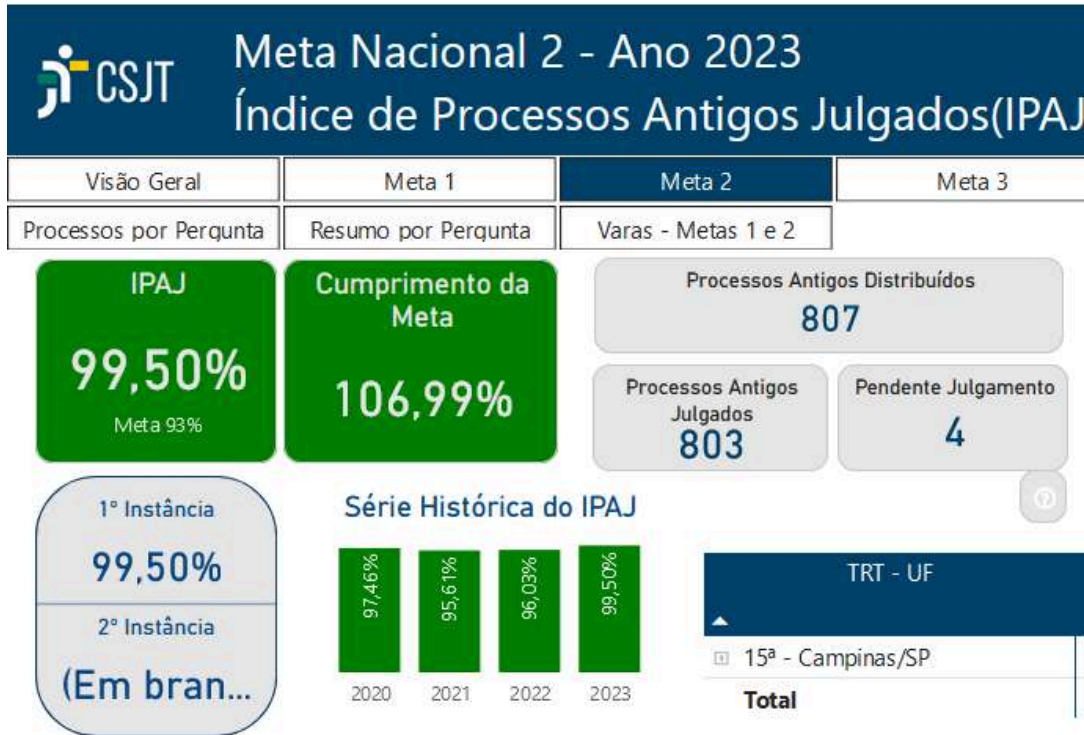 CSJT
Meta Nacional 2 - Ano 2023
Índice de Processos Antigos Julgados(IPAJ
Visão Geral
Meta 1
Meta 2
Meta 3
Processos por Pergunta
Resumo por Pergunta
Varas - Metas 1 e 2
IPAJ
99,50%
Meta 93%
Cumprimento da
Meta
106,99%
Processos Antigos Distribuídos
807
Processos Antigos
Julgados
803
Pendente Julgamento
4
1° Instância
99,50%
2° Instância
(Em bran...
Série Histórica do IPAJ
97,46%
95,61%
96,03%
99,50%
2020
2021
2022
2023
TRT - UF
15ª - Campinas/SP
Total